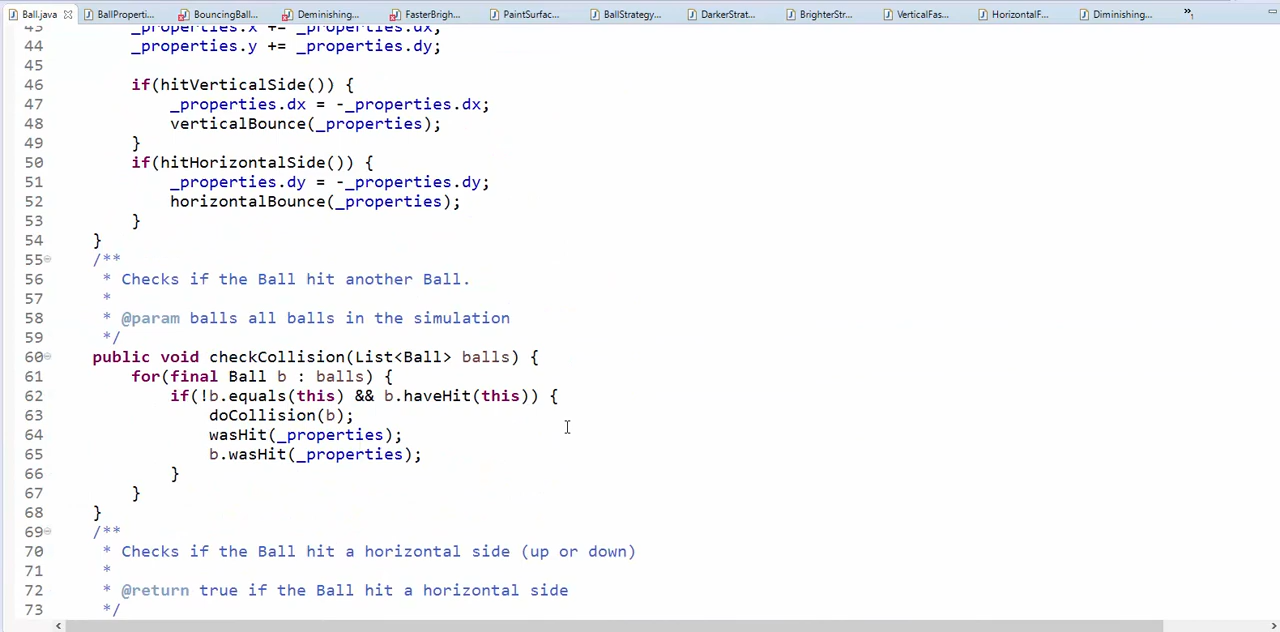 Ball.java BallProperti... BouncingBall... Deminishing... FasterBrigh... PaintSurfac... BallStrategy... DarkerStrat... BrighterStr... VerticalFas... HorizontalF... Diminishing... »1
43 _properties.x += _properties.dx;
44 _properties.y += _properties.dy;
45
46 if(hitVerticalSide()) {
47 _properties.dx = -_properties.dx;
48 verticalBounce(_properties);
49 }
50 if(hitHorizontalSide()) {
51 _properties.dy = -_properties.dy;
52 horizontalBounce(_properties);
53 }
54 }
55 /**
56 * Checks if the Ball hit another Ball.
57 *
58 * @param balls all balls in the simulation
59 */
60 public void checkCollision(List<Ball> balls) {
61 for(final Ball b : balls) {
62 if(!b.equals(this) && b.haveHit(this)) {
63 doCollision(b);
64 wasHit(_properties);
65 b.wasHit(_properties);
66 }
67 }
68 }
69 /**
70 * Checks if the Ball hit a horizontal side (up or down)
71 *
72 * @return true if the Ball hit a horizontal side
73 */